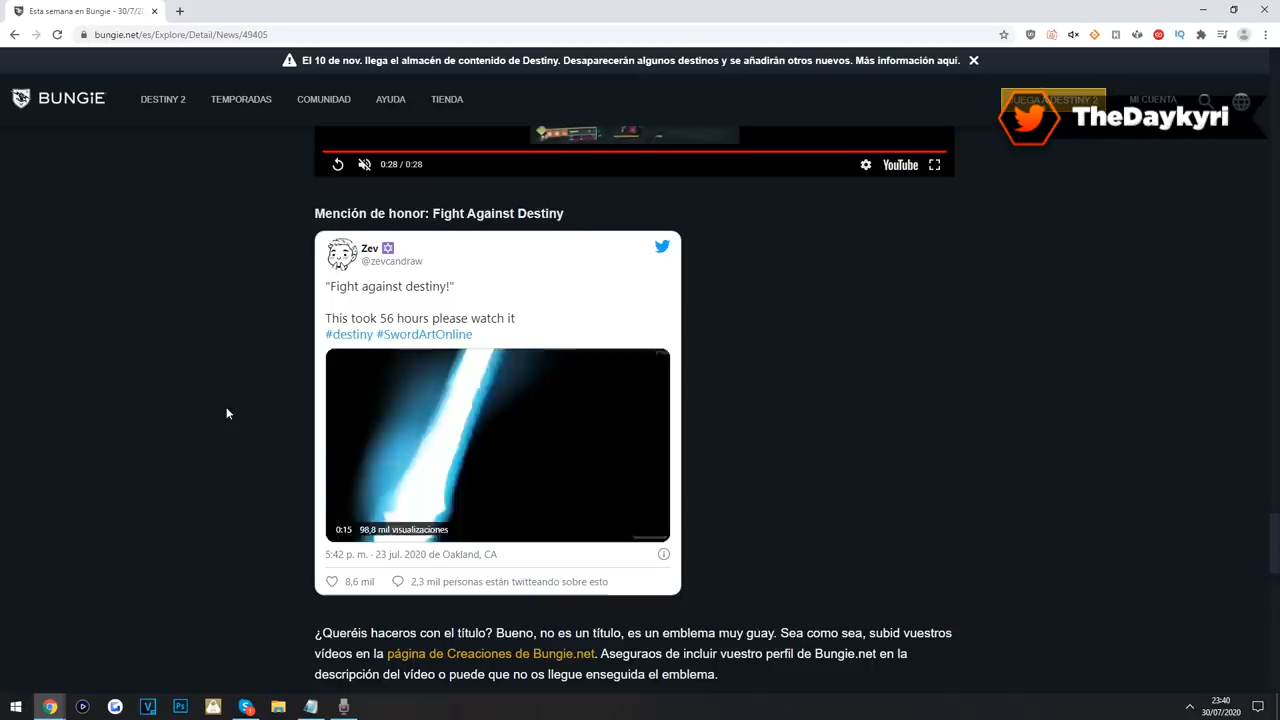 Esta semana en Bungie - 30/7/2
bungie.net/es/Explore/Detail/News/49405
El 10 de nov. llega el almacén de contenido de Destiny. Desaparecerán algunos destinos y se añadirán otros nuevos. Más información aquí.
BUNGiE
DESTINY 2
TEMPORADAS
COMUNIDAD
AYUDA
TIENDA
JUEGA A DESTINY 2
MI CUENTA
TheDaykyri
0:28 / 0:28
YouTube
Mención de honor: Fight Against Destiny
Zev
@zevcandraw
"Fight against destiny!"
This took 56 hours please watch it
#destiny #SwordArtOnline
0:15 98,8 mil visualizaciones
5:42 p. m. · 23 jul. 2020 de Oakland, CA
8,6 mil
2,3 mil personas están twitteando sobre esto
¿Queréis haceros con el título? Bueno, no es un título, es un emblema muy guay. Sea como sea, subid vuestros
vídeos en la página de Creaciones de Bungie.net. Aseguraos de incluir vuestro perfil de Bungie.net en la
descripción del vídeo o puede que no os llegue enseguida el emblema.
23:40
30/07/2020